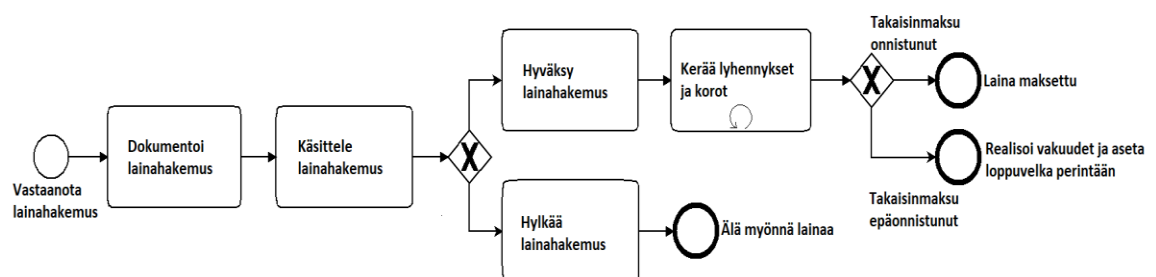 Vastaanota
lainahakemus
Dokumentoi
lainahakemus
Käsittele
lainahakemus
X
Hyväksy
lainahakemus
Kerää lyhennykset
ja korot
X
Takaisinmaksu
onnistunut
Laina maksettu
Realisoi vakuudet ja aseta
loppuvelka perintään
Takaisinmaksu
epäonnistunut
Hylkää
lainahakemus
Älä myönnä lainaa